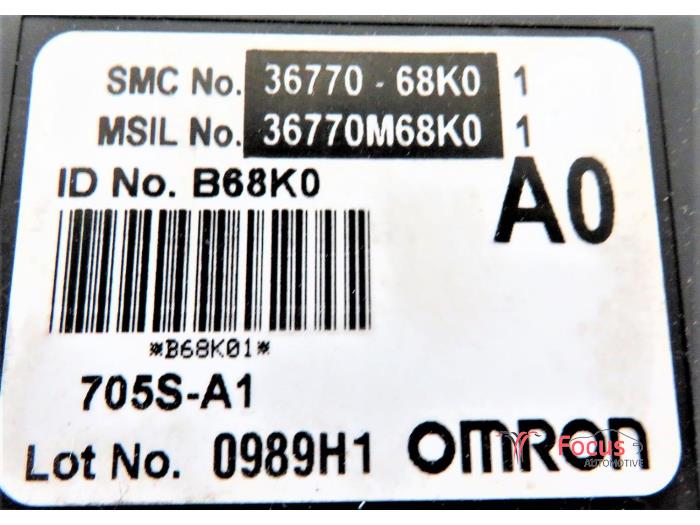 SMC No. 36770 - 68K0 1
MSIL No. 36770M68K0 1
ID No. B68K0
A0
*B68K01*
705S-A1
Lot No. 0989H1 OMRON
Focus
AUTOMOTIVE